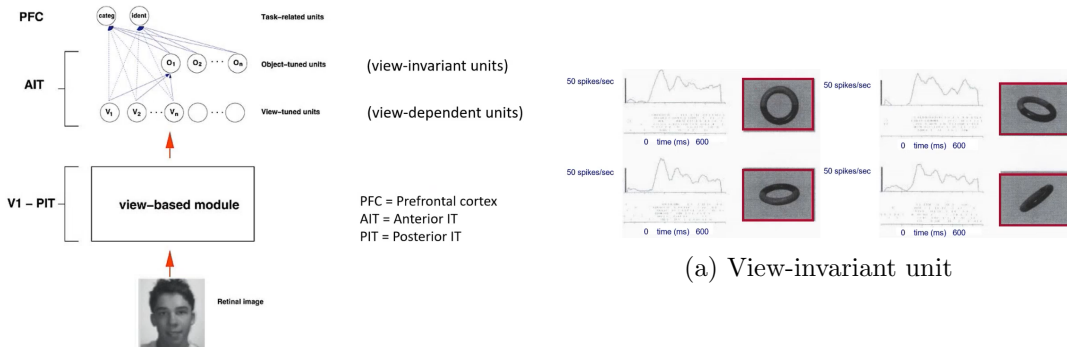 PFC
categ ident
Task-related units
AIT
O1 O2 ··· On
Object-tuned units
(view-invariant units)
V1 V2 ··· Vn
View-tuned units
(view-dependent units)
V1 – PIT
view-based module
PFC = Prefrontal cortex
AIT = Anterior IT
PIT = Posterior IT
Retinal image
50 spikes/sec
0 time (ms) 600
50 spikes/sec
0 time (ms) 600
50 spikes/sec
0 time (ms) 600
50 spikes/sec
0 time (ms) 600
(a) View-invariant unit